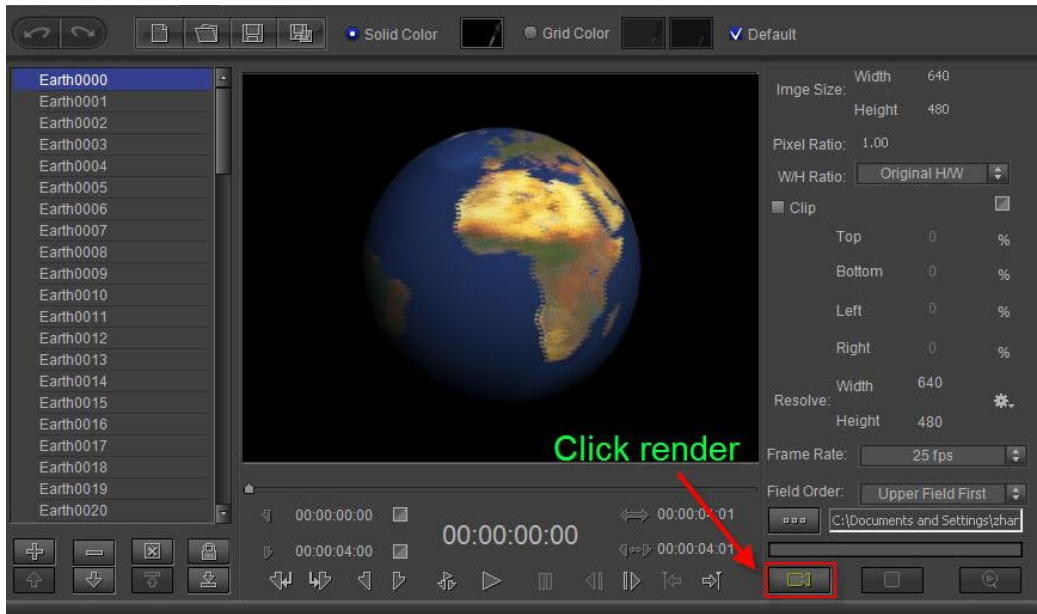 Solid Color
Grid Color
Default
Earth0000
Earth0001
Earth0002
Earth0003
Earth0004
Earth0005
Earth0006
Earth0007
Earth0008
Earth0009
Earth0010
Earth0011
Earth0012
Earth0013
Earth0014
Earth0015
Earth0016
Earth0017
Earth0018
Earth0019
Earth0020
Click render
00:00:00:00
00:00:04:00
00:00:00:00
00:00:04:01
00:00:04:01
Imge Size:
Width 640
Height 480
Pixel Ratio: 1.00
W/H Ratio: Original H/W
Clip
Top 0 %
Bottom 0 %
Left 0 %
Right 0 %
Resolve:
Width 640
Height 480
Frame Rate: 25 fps
Field Order: Upper Field First
C:\Documents and Settings\zhar